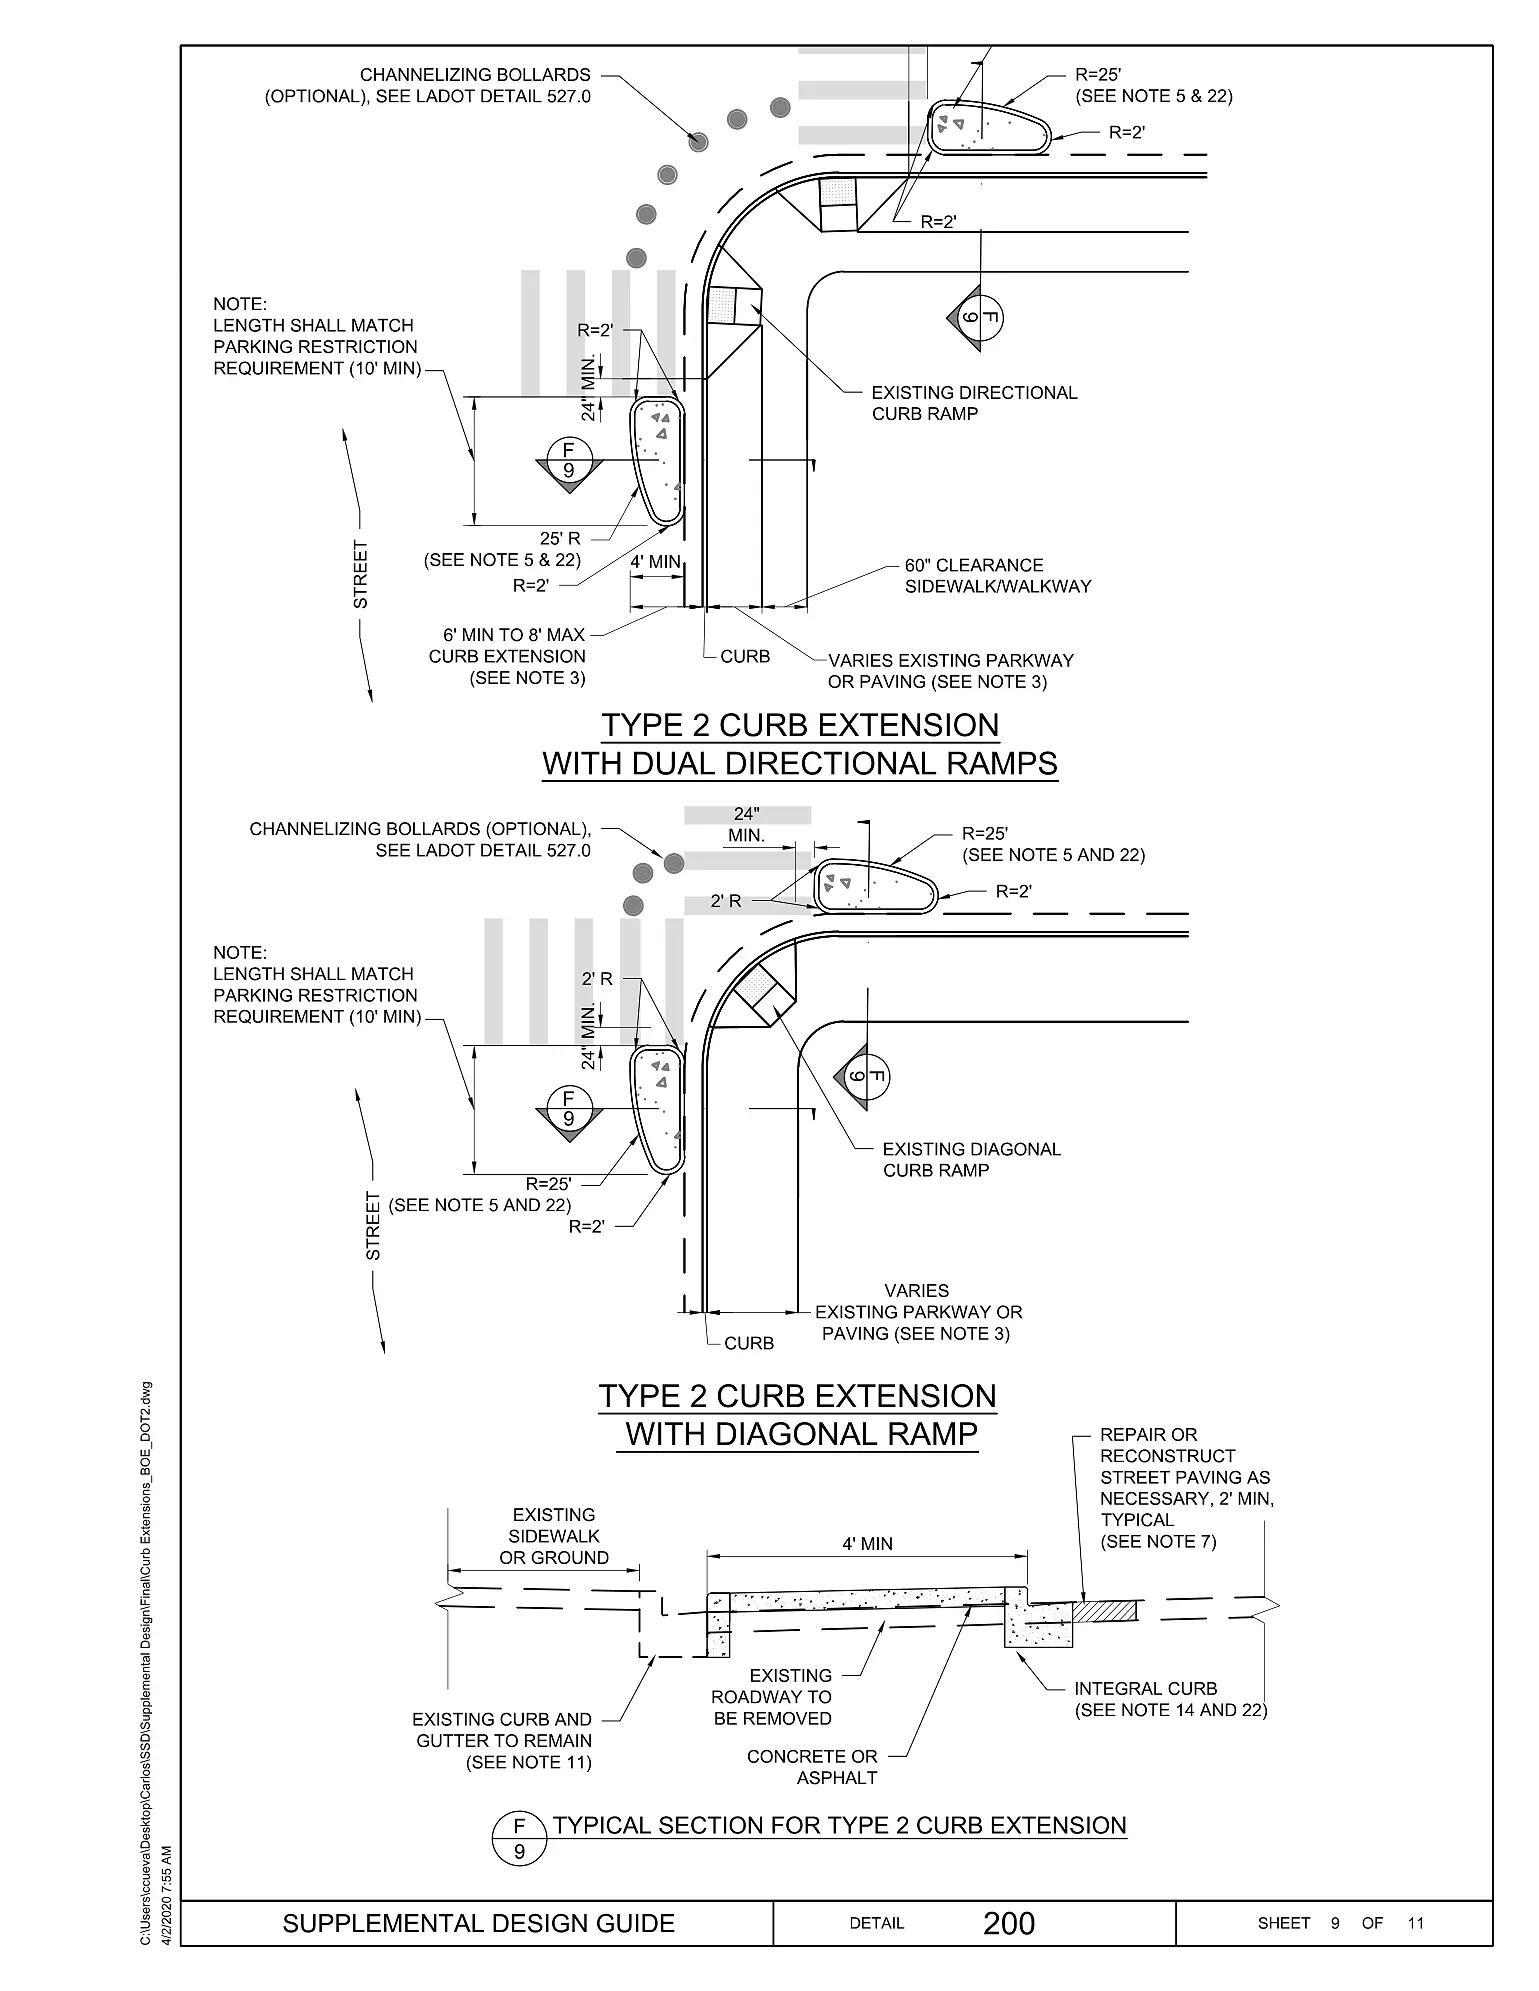 CHANNELIZING BOLLARDS
(OPTIONAL), SEE LADOT DETAIL 527.0
R=25'
(SEE NOTE 5 & 22)
R=2'
R=2'
NOTE:
LENGTH SHALL MATCH
PARKING RESTRICTION
REQUIREMENT (10' MIN)
R=2'
24" MIN.
EXISTING DIRECTIONAL
CURB RAMP
F
9
F
9
STREET
25' R
(SEE NOTE 5 & 22)
R=2'
4' MIN
60" CLEARANCE
SIDEWALK/WALKWAY
6' MIN TO 8' MAX
CURB EXTENSION
(SEE NOTE 3)
CURB
VARIES EXISTING PARKWAY
OR PAVING (SEE NOTE 3)
TYPE 2 CURB EXTENSION
WITH DUAL DIRECTIONAL RAMPS
CHANNELIZING BOLLARDS (OPTIONAL),
SEE LADOT DETAIL 527.0
24"
MIN.
R=25'
(SEE NOTE 5 AND 22)
2' R
R=2'
NOTE:
LENGTH SHALL MATCH
PARKING RESTRICTION
REQUIREMENT (10' MIN)
2' R
24" MIN.
F
9
F
9
EXISTING DIAGONAL
CURB RAMP
R=25'
(SEE NOTE 5 AND 22)
R=2'
STREET
VARIES
EXISTING PARKWAY OR
PAVING (SEE NOTE 3)
CURB
TYPE 2 CURB EXTENSION
WITH DIAGONAL RAMP
REPAIR OR
RECONSTRUCT
STREET PAVING AS
NECESSARY, 2' MIN,
TYPICAL
(SEE NOTE 7)
EXISTING
SIDEWALK
OR GROUND
4' MIN
EXISTING
ROADWAY TO
BE REMOVED
INTEGRAL CURB
(SEE NOTE 14 AND 22)
EXISTING CURB AND
GUTTER TO REMAIN
(SEE NOTE 11)
CONCRETE OR
ASPHALT
F
9
TYPICAL SECTION FOR TYPE 2 CURB EXTENSION
C:\Users\ccueva\Desktop\Carlos\SSD\Supplemental Design\Final\Curb Extensions_BOE_DOT2.dwg
4/2/2020 7:55 AM
SUPPLEMENTAL DESIGN GUIDE
DETAIL 200
SHEET 9 OF 11